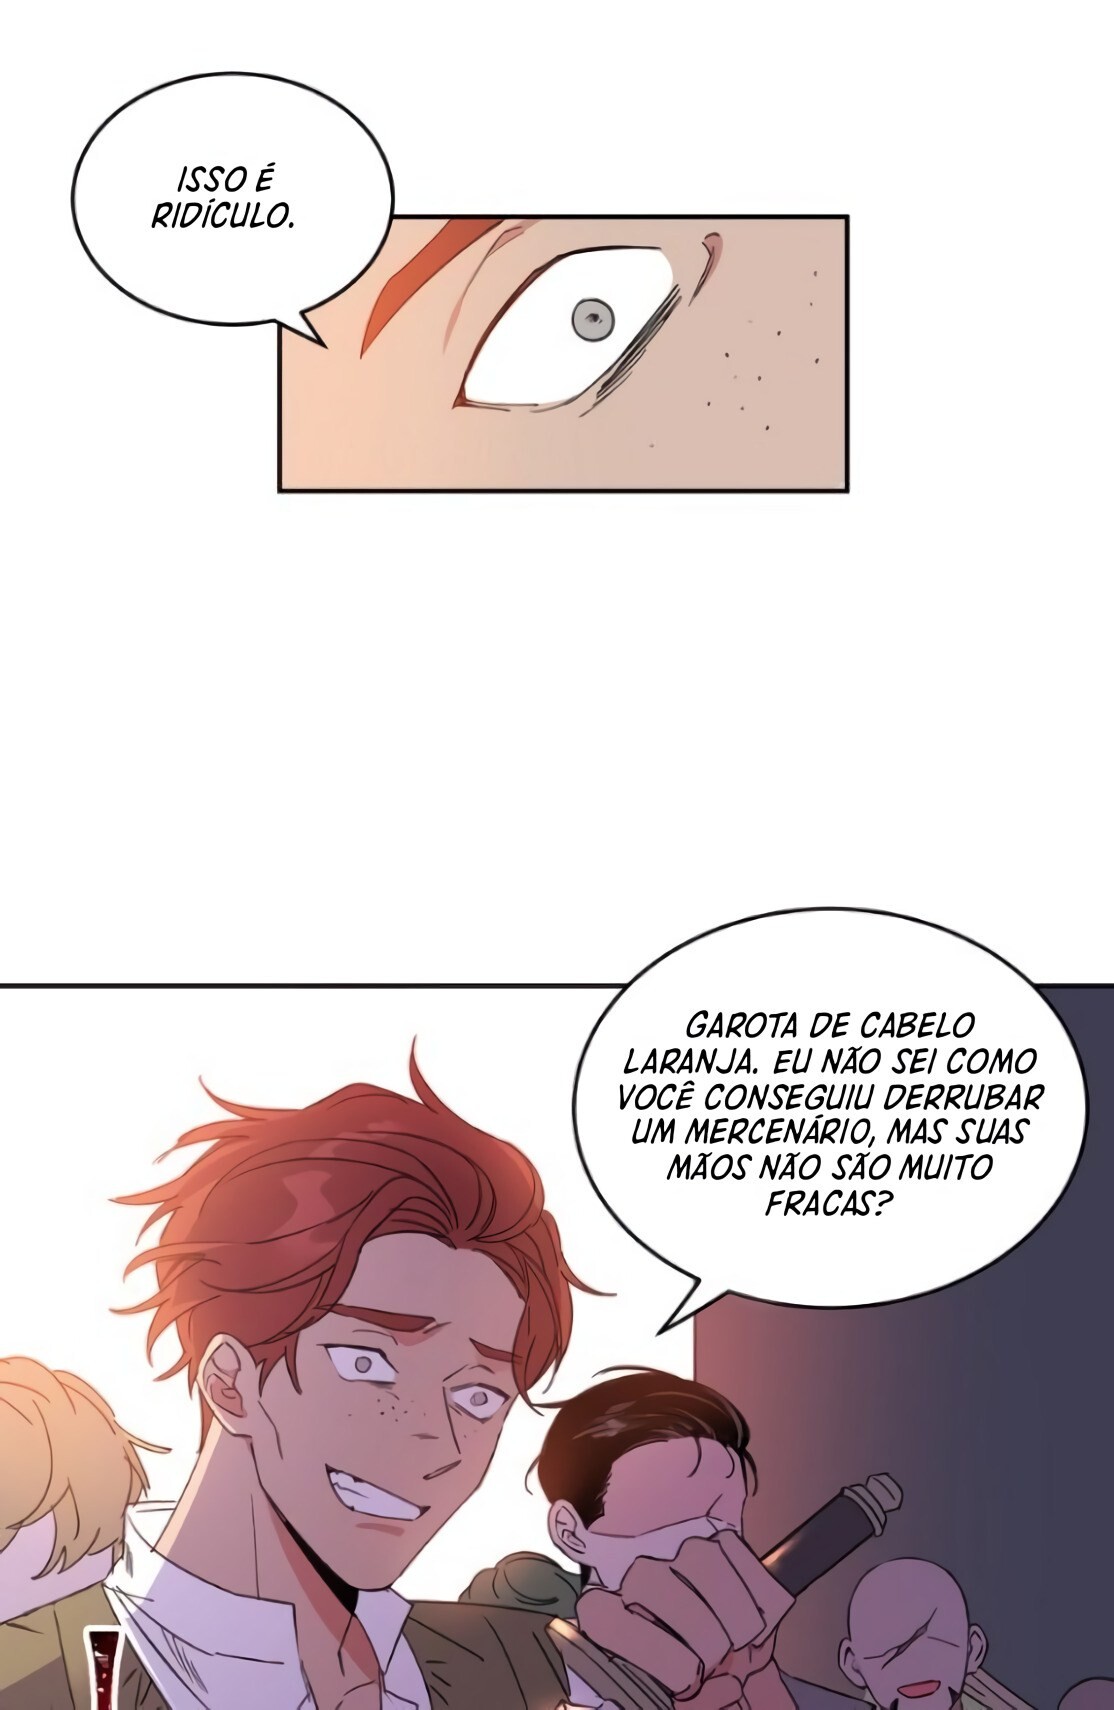 ISSO É
RIDÍCULO.
GAROTA DE CABELO
LARANJA. EU NÃO SEI COMO
VOCÊ CONSEGUIU DERRUBAR
UM MERCENÁRIO, MAS SUAS
MÃOS NÃO SÃO MUITO
FRACAS?